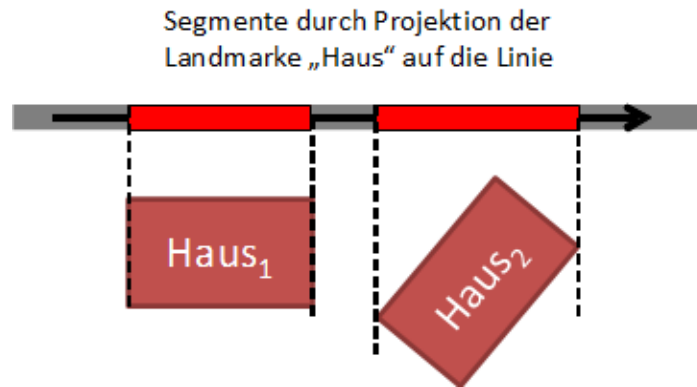 Segmente durch Projektion der
Landmarke „Haus“ auf die Linie
Haus₁
Haus₂